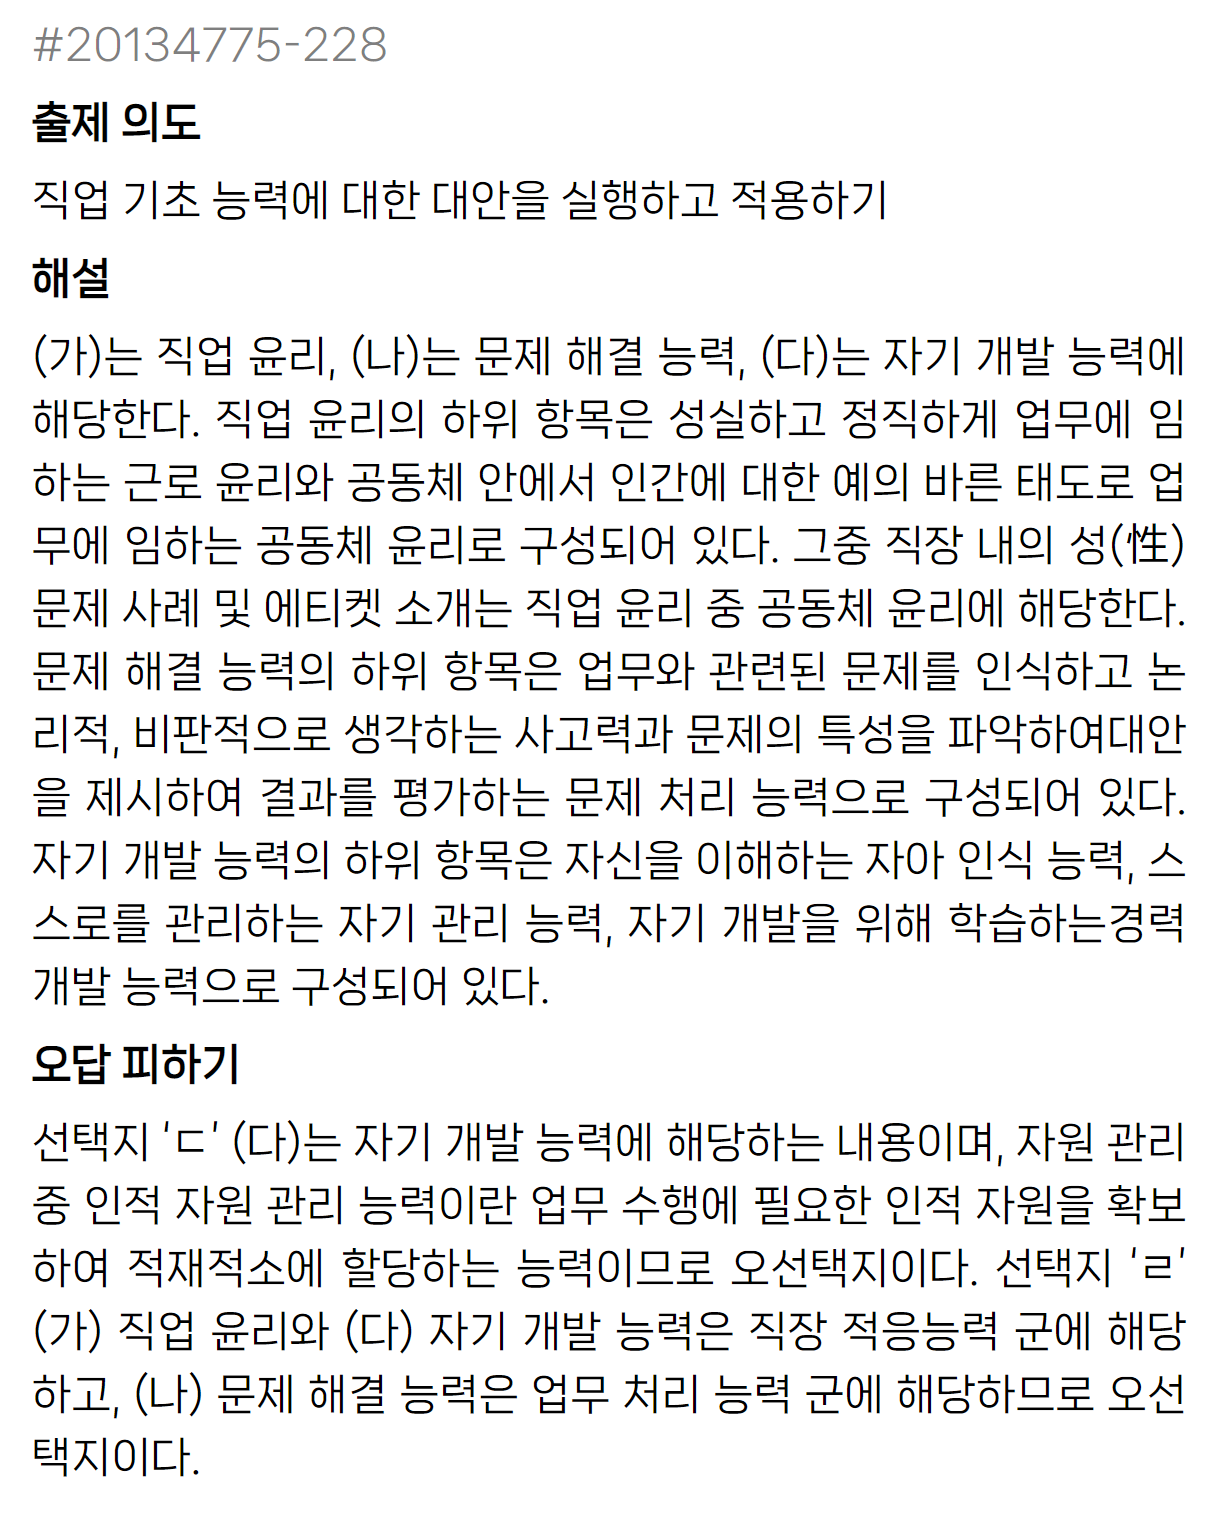 #20134775-228
출제 의도
직업 기초 능력에 대한 대안을 실행하고 적용하기
해설
(가)는 직업 윤리, (나)는 문제 해결 능력, (다)는 자기 개발 능력에
해당한다. 직업 윤리의 하위 항목은 성실하고 정직하게 업무에 임
하는 근로 윤리와 공동체 안에서 인간에 대한 예의 바른 태도로 업
무에 임하는 공동체 윤리로 구성되어 있다. 그중 직장 내의 성(性)
문제 사례 및 에티켓 소개는 직업 윤리 중 공동체 윤리에 해당한다.
문제 해결 능력의 하위 항목은 업무와 관련된 문제를 인식하고 논
리적, 비판적으로 생각하는 사고력과 문제의 특성을 파악하여대안
을 제시하여 결과를 평가하는 문제 처리 능력으로 구성되어 있다.
자기 개발 능력의 하위 항목은 자신을 이해하는 자아 인식 능력, 스
스로를 관리하는 자기 관리 능력, 자기 개발을 위해 학습하는경력
개발 능력으로 구성되어 있다.
오답 피하기
선택지 ‘ㄷ’ (다)는 자기 개발 능력에 해당하는 내용이며, 자원 관리
중 인적 자원 관리 능력이란 업무 수행에 필요한 인적 자원을 확보
하여 적재적소에 할당하는 능력이므로 오선택지이다. 선택지 ‘ㄹ’
(가) 직업 윤리와 (다) 자기 개발 능력은 직장 적응능력 군에 해당
하고, (나) 문제 해결 능력은 업무 처리 능력 군에 해당하므로 오선
택지이다.